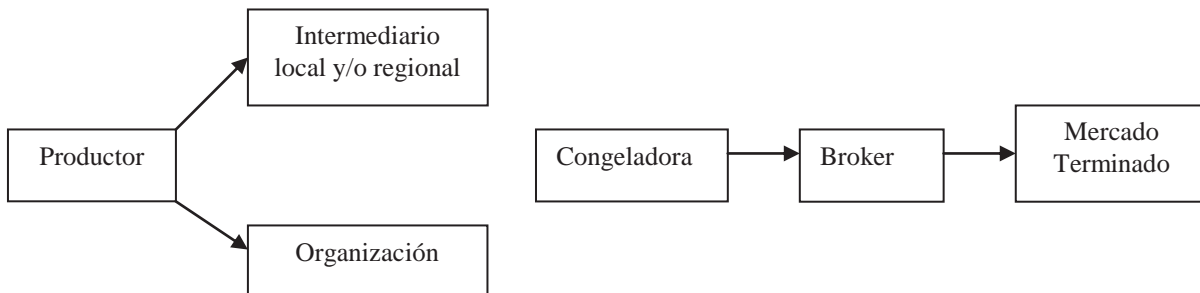 Intermediario
local y/o regional
Productor
Congeladora
Broker
Mercado
Terminado
Organización